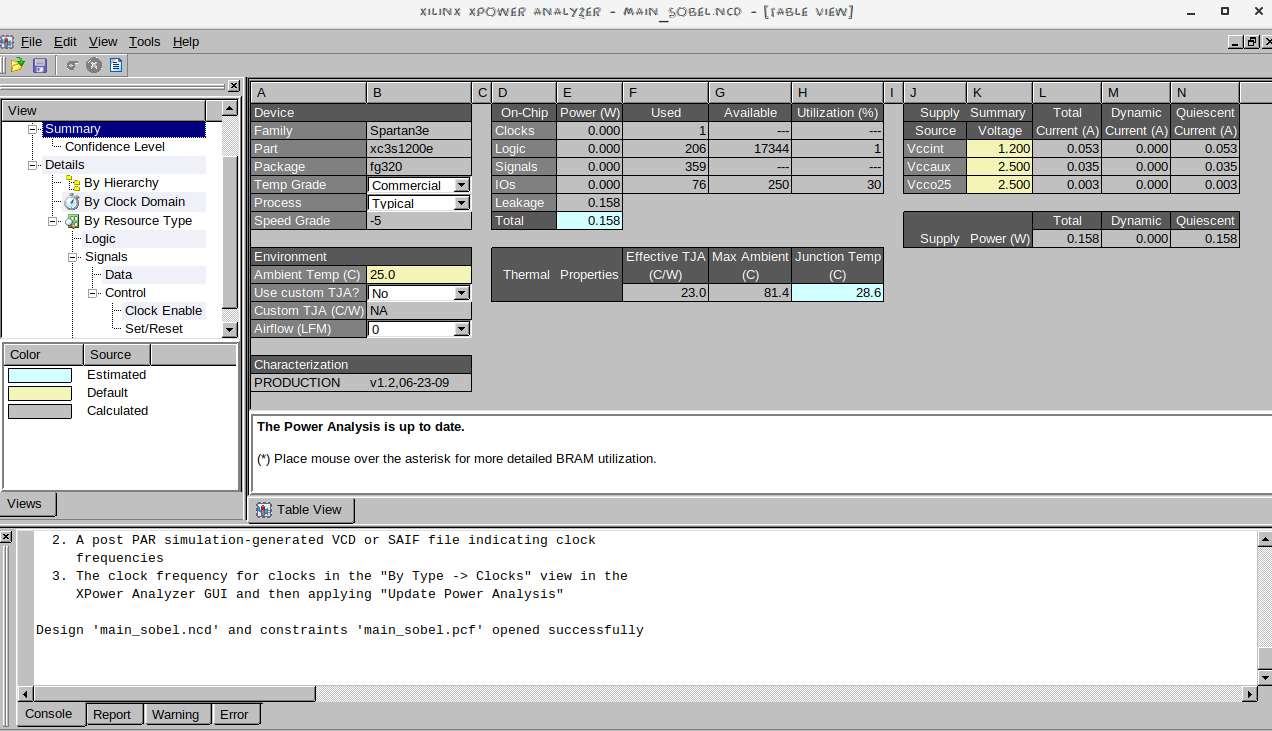 XILINX XPOWER ANALYZER - MAIN_SOBEL.NCD - [TABLE VIEW]
File Edit View Tools Help
View
Summary
Confidence Level
Details
By Hierarchy
By Clock Domain
By Resource Type
Logic
Signals
Data
Control
Clock Enable
Set/Reset
Color Source
Estimated
Default
Calculated
Views
A B C D E F G H I J K L M N
Device
Family Spartan3e
Part xc3s1200e
Package fg320
Temp Grade Commercial
Process Typical
Speed Grade -5
Environment
Ambient Temp (C) 25.0
Use custom TJA? No
Custom TJA (C/W) NA
Airflow (LFM) 0
Characterization
PRODUCTION v1.2,06-23-09
On-Chip Power (W) Used Available Utilization (%)
Clocks 0.000 1 --- ---
Logic 0.000 206 17344 1
Signals 0.000 359 --- ---
IOs 0.000 76 250 30
Leakage 0.158
Total 0.158
Thermal Properties Effective TJA Max Ambient Junction Temp
(C/W) (C) (C)
23.0 81.4 28.6
Supply Summary Total Dynamic Quiescent
Source Voltage Current (A) Current (A) Current (A)
Vccint 1.200 0.053 0.000 0.053
Vccaux 2.500 0.035 0.000 0.035
Vcco25 2.500 0.003 0.000 0.003
Total Dynamic Quiescent
Supply Power (W) 0.158 0.000 0.158
The Power Analysis is up to date.
(*) Place mouse over the asterisk for more detailed BRAM utilization.
Table View
2. A post PAR simulation-generated VCD or SAIF file indicating clock
frequencies
3. The clock frequency for clocks in the "By Type -> Clocks" view in the
XPower Analyzer GUI and then applying "Update Power Analysis"
Design 'main_sobel.ncd' and constraints 'main_sobel.pcf' opened successfully
Console Report Warning Error